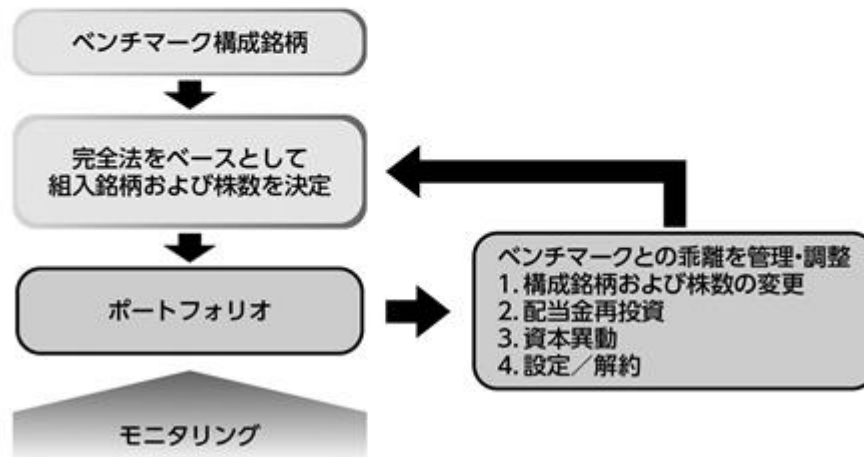 ベンチマーク構成銘柄
完全法をベースとして
組入銘柄および株数を決定
ポートフォリオ
モニタリング
ベンチマークとの乖離を管理・調整
1. 構成銘柄および株数の変更
2. 配当金再投資
3. 資本異動
4. 設定／解約